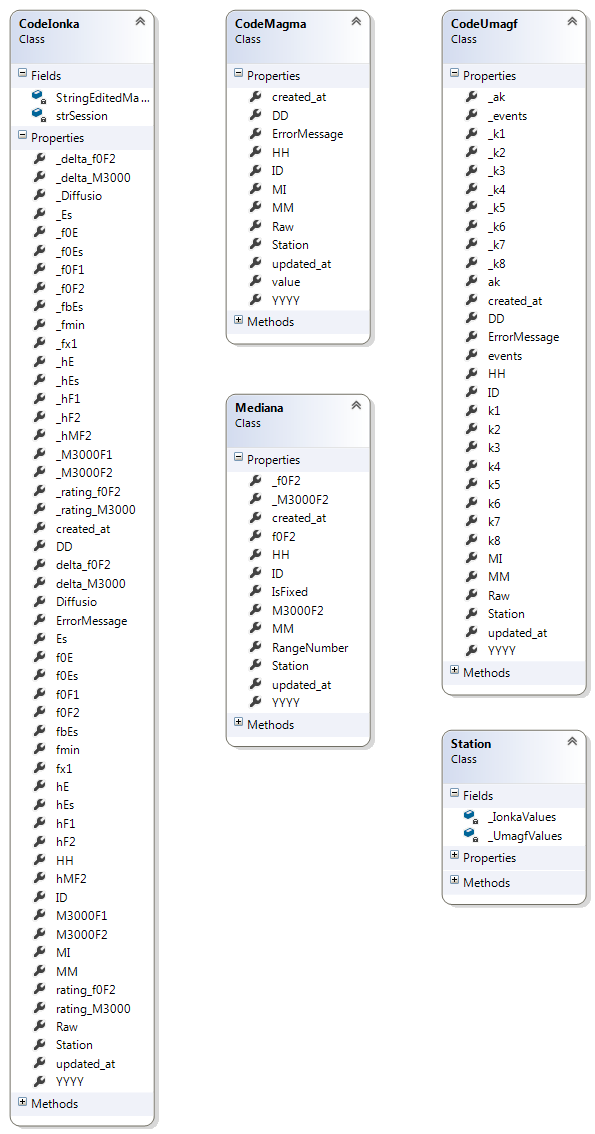 CodeIonka
Class
Fields
StringEditedMa...
strSession
Properties
_delta_f0F2
_delta_M3000
_Diffusio
_Es
_f0E
_f0Es
_f0F1
_f0F2
_fbEs
_fmin
_fx1
_hE
_hEs
_hF1
_hF2
_hMF2
_M3000F1
_M3000F2
_rating_f0F2
_rating_M3000
created_at
DD
delta_f0F2
delta_M3000
Diffusio
ErrorMessage
Es
f0E
f0Es
f0F1
f0F2
fbEs
fmin
fx1
hE
hEs
hF1
hF2
HH
hMF2
ID
M3000F1
M3000F2
MI
MM
rating_f0F2
rating_M3000
Raw
Station
updated_at
YYYY
Methods
CodeMagma
Class
Properties
created_at
DD
ErrorMessage
HH
ID
MI
MM
Raw
Station
updated_at
value
YYYY
Methods
Mediana
Class
Properties
_f0F2
_M3000F2
created_at
f0F2
HH
ID
IsFixed
M3000F2
MM
RangeNumber
Station
updated_at
YYYY
Methods
CodeUmagf
Class
Properties
_ak
_events
_k1
_k2
_k3
_k4
_k5
_k6
_k7
_k8
ak
created_at
DD
ErrorMessage
events
HH
ID
k1
k2
k3
k4
k5
k6
k7
k8
MI
MM
Raw
Station
updated_at
YYYY
Methods
Station
Class
Fields
_IonkaValues
_UmagfValues
Properties
Methods